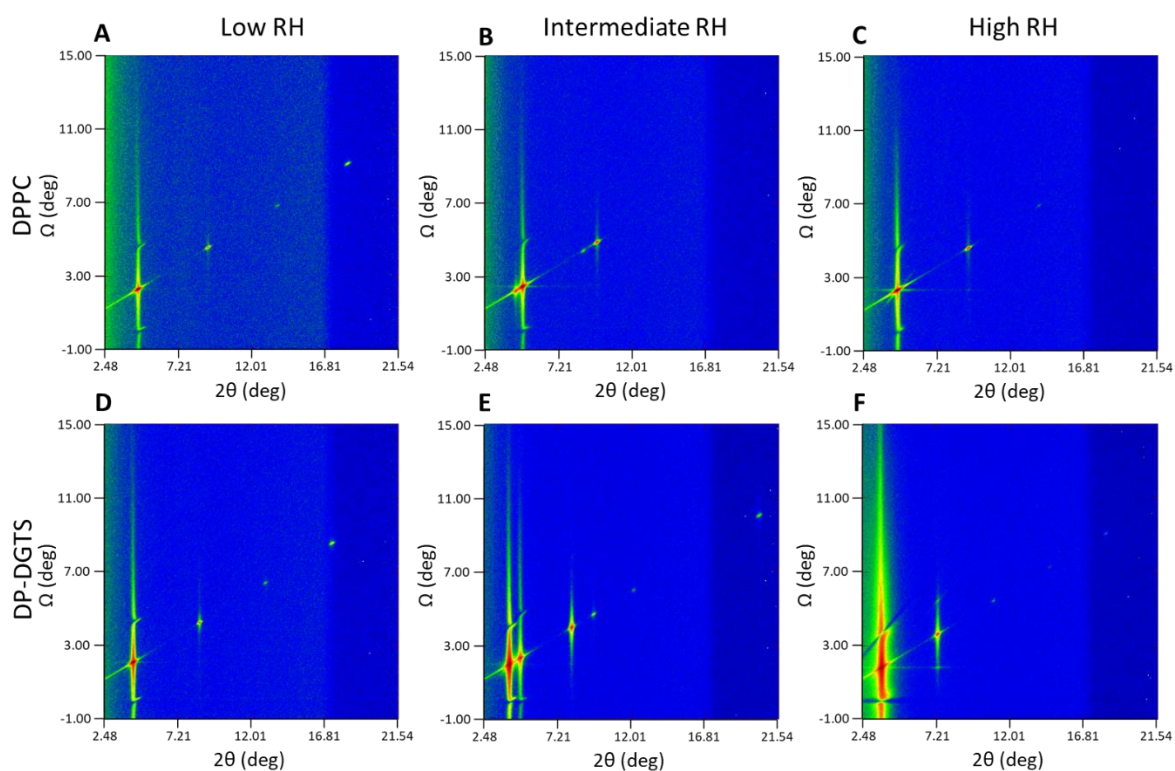 Low RH
Intermediate RH
High RH
A
B
C
DPPC
Ω (deg)
15.00
11.00
7.00
3.00
-1.00
2.48 7.21 12.01 16.81 21.54
2θ (deg)
Ω (deg)
15.00
11.00
7.00
3.00
-1.00
2.48 7.21 12.01 16.81 21.54
2θ (deg)
Ω (deg)
15.00
11.00
7.00
3.00
-1.00
2.48 7.21 12.01 16.81 21.54
2θ (deg)
D
E
F
DP-DGTS
Ω (deg)
15.00
11.00
7.00
3.00
-1.00
2.48 7.21 12.01 16.81 21.54
2θ (deg)
Ω (deg)
15.00
11.00
7.00
3.00
-1.00
2.48 7.21 12.01 16.81 21.54
2θ (deg)
Ω (deg)
15.00
11.00
7.00
3.00
-1.00
2.48 7.21 12.01 16.81 21.54
2θ (deg)